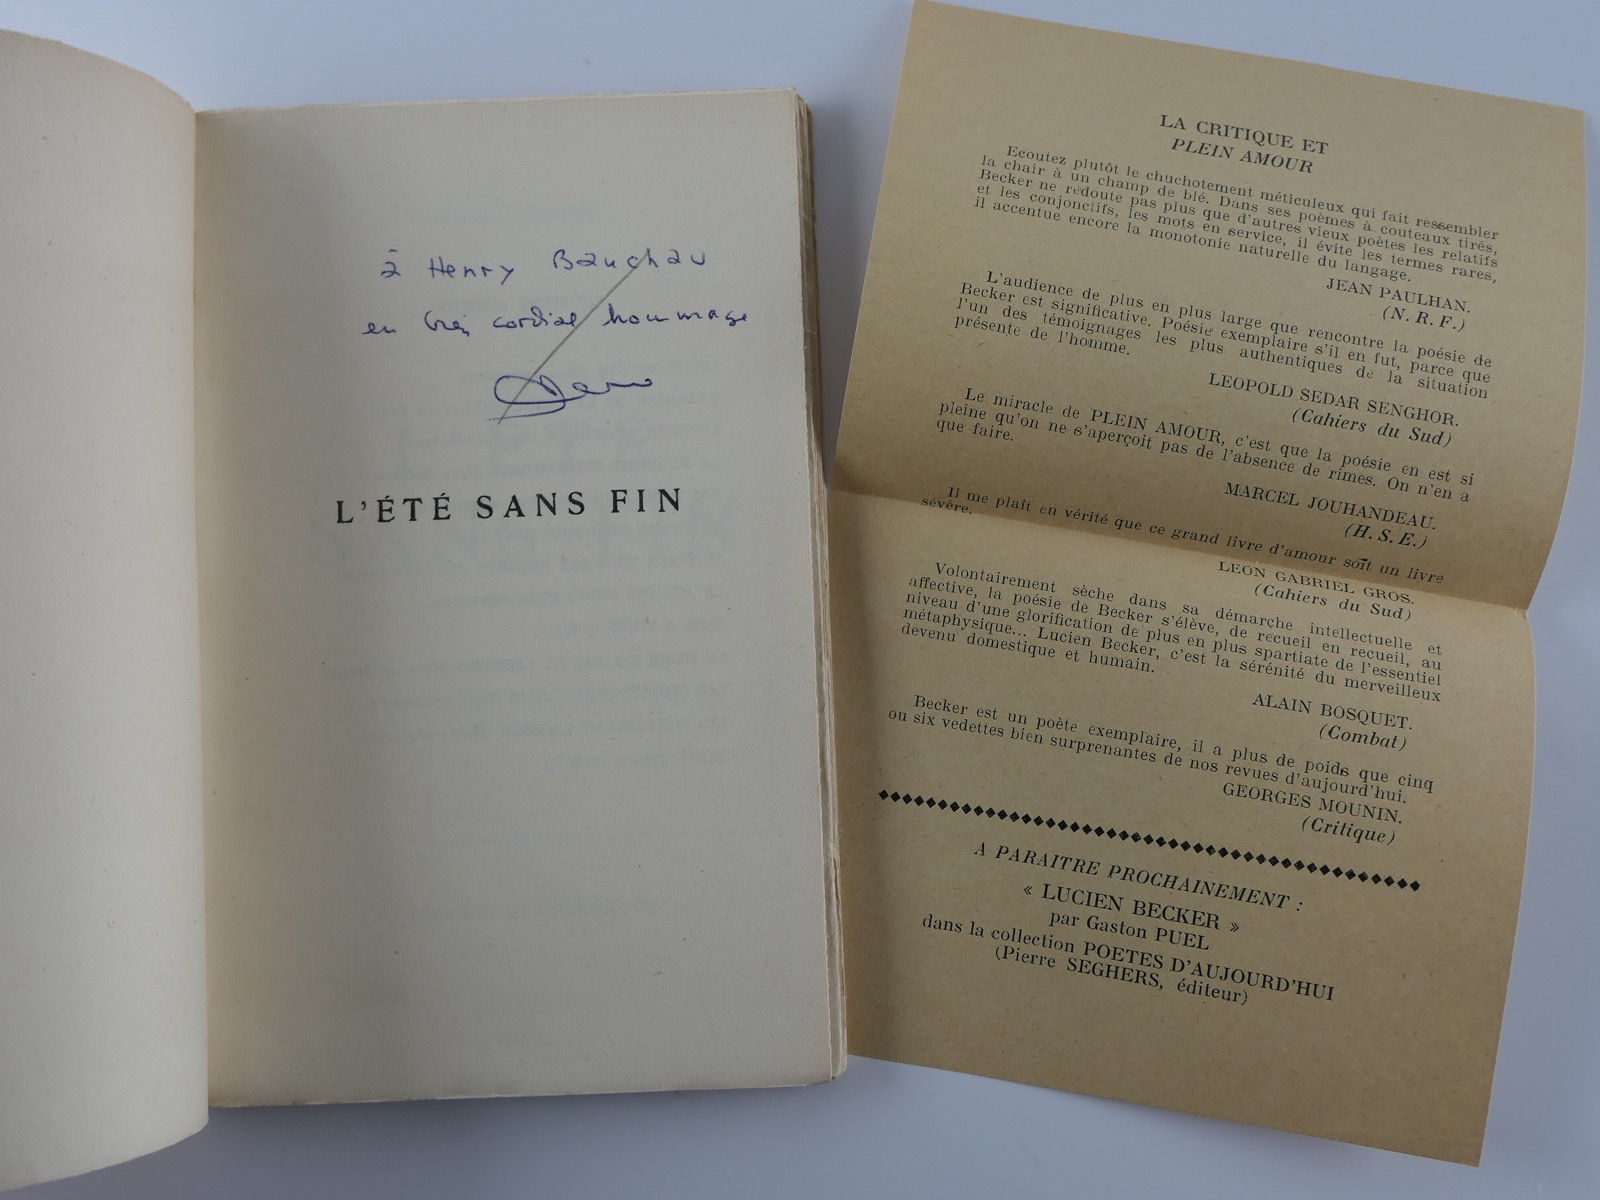 à Henry Bauchau
en très cordial hommage
L'ÉTÉ SANS FIN
LA CRITIQUE ET
PLEIN AMOUR
Ecoutez plutôt le chuchotement méticuleux qui fait ressembler
la chair à un champ de blé. Dans ses poèmes à couteaux tirés,
Becker ne redoute pas plus que d'autres vieux poètes les relatifs
et les conjonctifs, les mots en service, il évite les termes rares,
il accentue encore la monotonie naturelle du langage.
JEAN PAULHAN.
(N. R. F.)
L'audience de plus en plus large que rencontre la poésie de
Becker est significative. Poésie exemplaire s'il en fut, parce que
l'un des témoignages les plus authentiques de la situation
présente de l'homme.
LEOPOLD SEDAR SENGHOR.
(Cahiers du Sud)
Le miracle de PLEIN AMOUR, c'est que la poésie en est si
pleine qu'on ne s'aperçoit pas de l'absence de rimes. On n'en a
que faire.
MARCEL JOUHANDEAU.
(H. S. E.)
Il me plaît en vérité que ce grand livre d'amour soit un livre
sévère.
LEON GABRIEL GROS.
(Cahiers du Sud)
Volontairement sèche dans sa démarche intellectuelle et
affective, la poésie de Becker s'élève, de recueil en recueil, au
niveau d'une glorification de plus en plus spartiate de l'essentiel
métaphysique... Lucien Becker, c'est la sérénité du merveilleux
devenu domestique et humain.
ALAIN BOSQUET.
(Combat)
Becker est un poète exemplaire, il a plus de poids que cinq
ou six vedettes bien surprenantes de nos revues d'aujourd'hui.
GEORGES MOUNIN.
(Critique)
A PARAITRE PROCHAINEMENT :
« LUCIEN BECKER »
par Gaston PUEL
dans la collection POETES D'AUJOURD'HUI
(Pierre SEGHERS, éditeur)